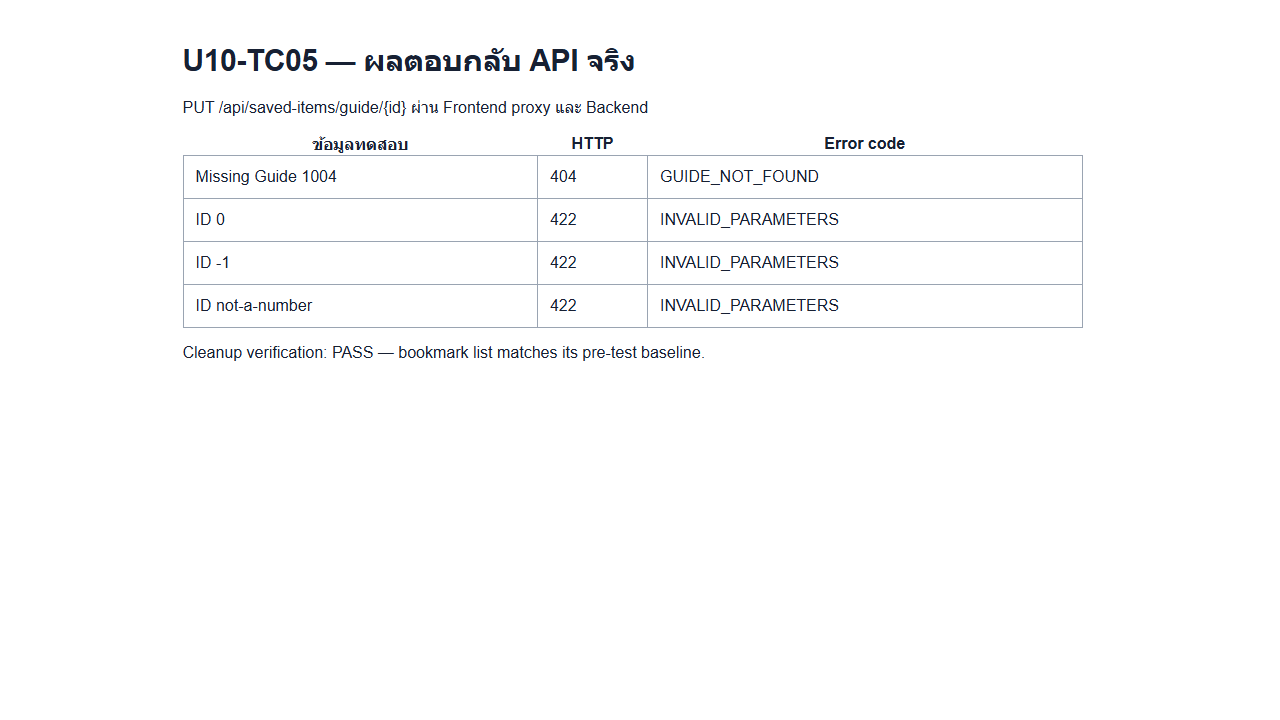 U10-TC05 — ผลตอบกลับ API จริง
PUT /api/saved-items/guide/{id} ผ่าน Frontend proxy และ Backend
ข้อมูลทดสอบ HTTP Error code
Missing Guide 1004 404 GUIDE_NOT_FOUND
ID 0 422 INVALID_PARAMETERS
ID -1 422 INVALID_PARAMETERS
ID not-a-number 422 INVALID_PARAMETERS
Cleanup verification: PASS — bookmark list matches its pre-test baseline.